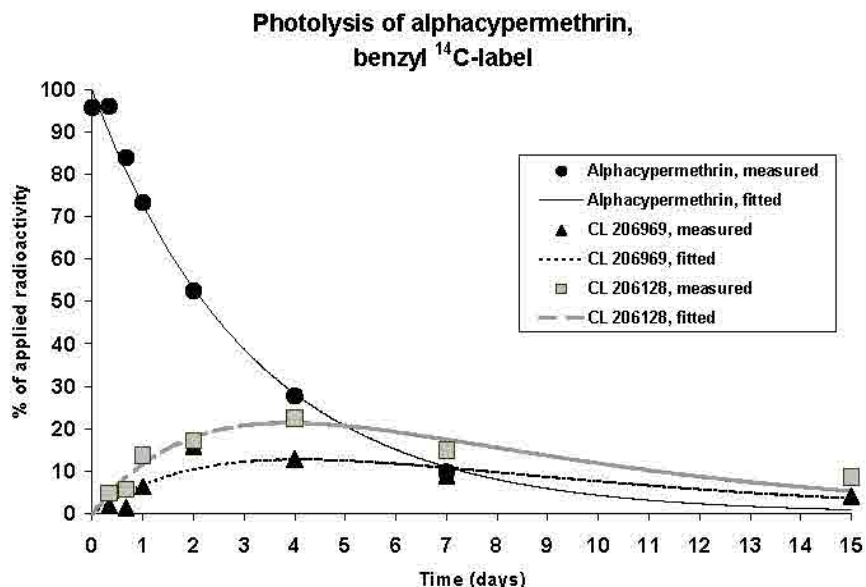 Photolysis of alphacypermethrin,
benzyl ¹⁴C-label
100
90
80
70
60
50
40
30
20
10
0
% of applied radioactivity
Alphacypermethrin, measured
Alphacypermethrin, fitted
CL 206969, measured
CL 206969, fitted
CL 206128, measured
CL 206128, fitted
0 1 2 3 4 5 6 7 8 9 10 11 12 13 14 15
Time (days)